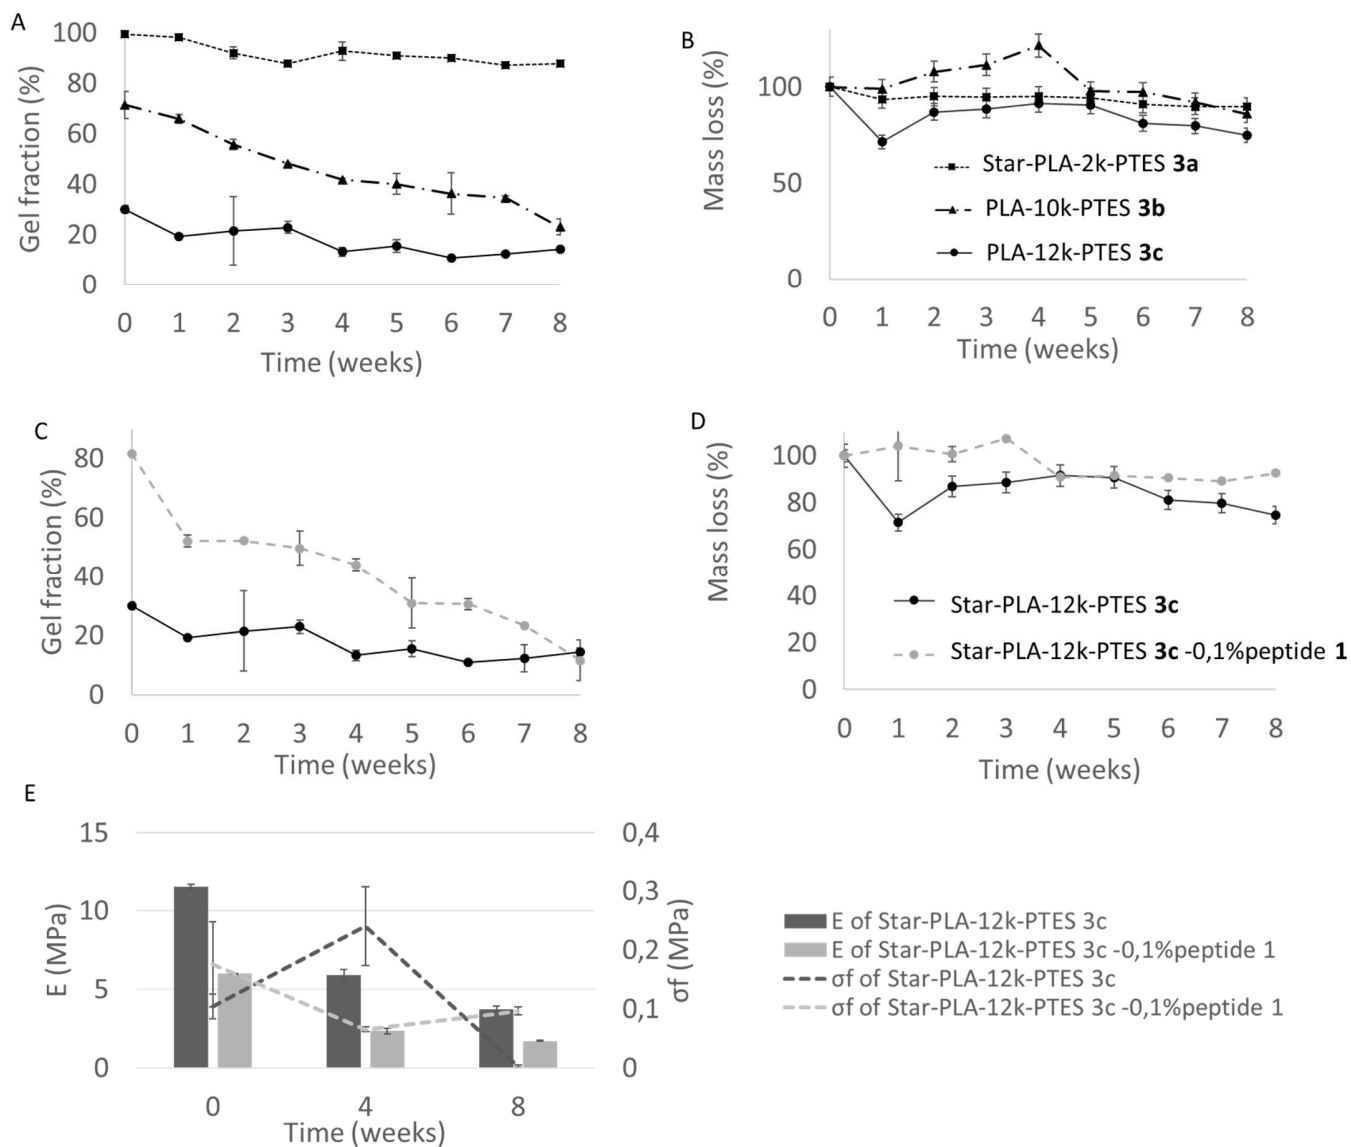 A
100
80
60
40
20
0
Gel fraction (%)
0 1 2 3 4 5 6 7 8
Time (weeks)
B
100
50
0
Mass loss (%)
Star-PLA-2k-PTES 3a
PLA-10k-PTES 3b
PLA-12k-PTES 3c
0 1 2 3 4 5 6 7 8
Time (weeks)
C
80
60
40
20
0
Gel fraction (%)
0 1 2 3 4 5 6 7 8
Time (weeks)
D
100
80
60
40
20
0
Mass loss (%)
Star-PLA-12k-PTES 3c
Star-PLA-12k-PTES 3c -0,1%peptide 1
0 1 2 3 4 5 6 7 8
Time (weeks)
E
15
10
5
0
E (MPa)
0,4
0,3
0,2
0,1
0
σf (MPa)
0 4 8
Time (weeks)
E of Star-PLA-12k-PTES 3c
E of Star-PLA-12k-PTES 3c -0,1%peptide 1
σf of Star-PLA-12k-PTES 3c
σf of Star-PLA-12k-PTES 3c -0,1%peptide 1